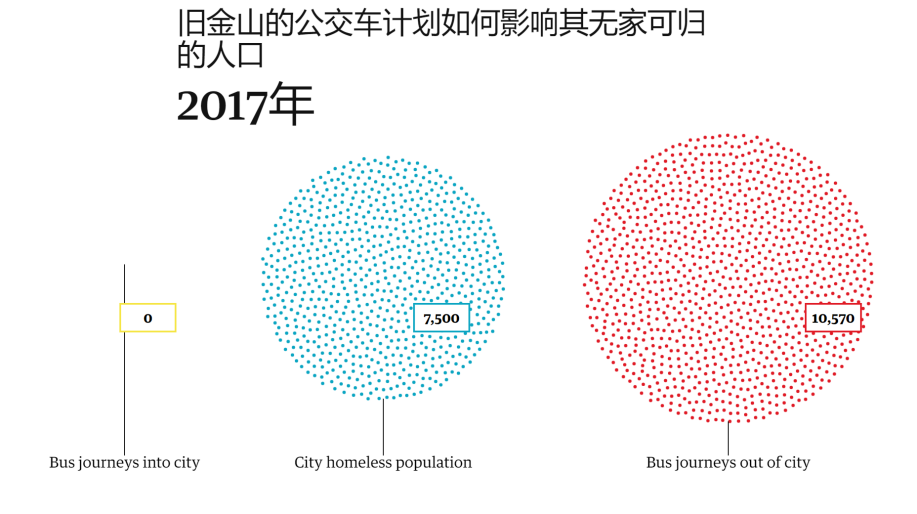 旧金山的公交车计划如何影响其无家可归
的人口
2017年
0
7,500
10,570
Bus journeys into city
City homeless population
Bus journeys out of city